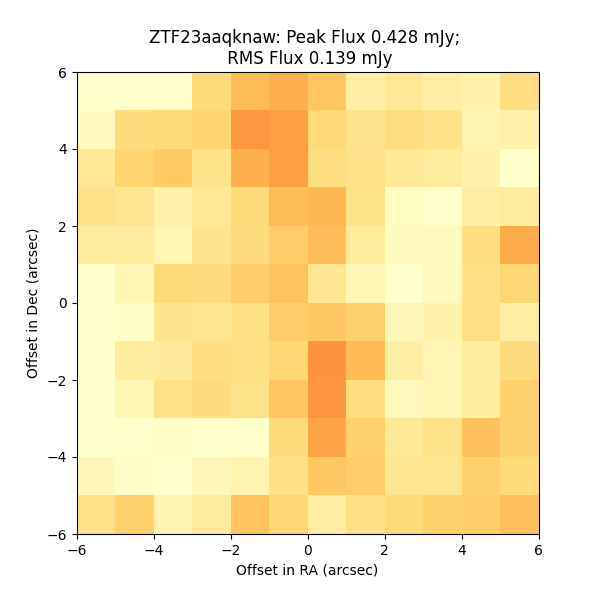 ZTF23aaqknaw: Peak Flux 0.428 mJy;
RMS Flux 0.139 mJy
6
4
2
0
−2
−4
−6
Offset in Dec (arcsec)
−6 −4 −2 0 2 4 6
Offset in RA (arcsec)